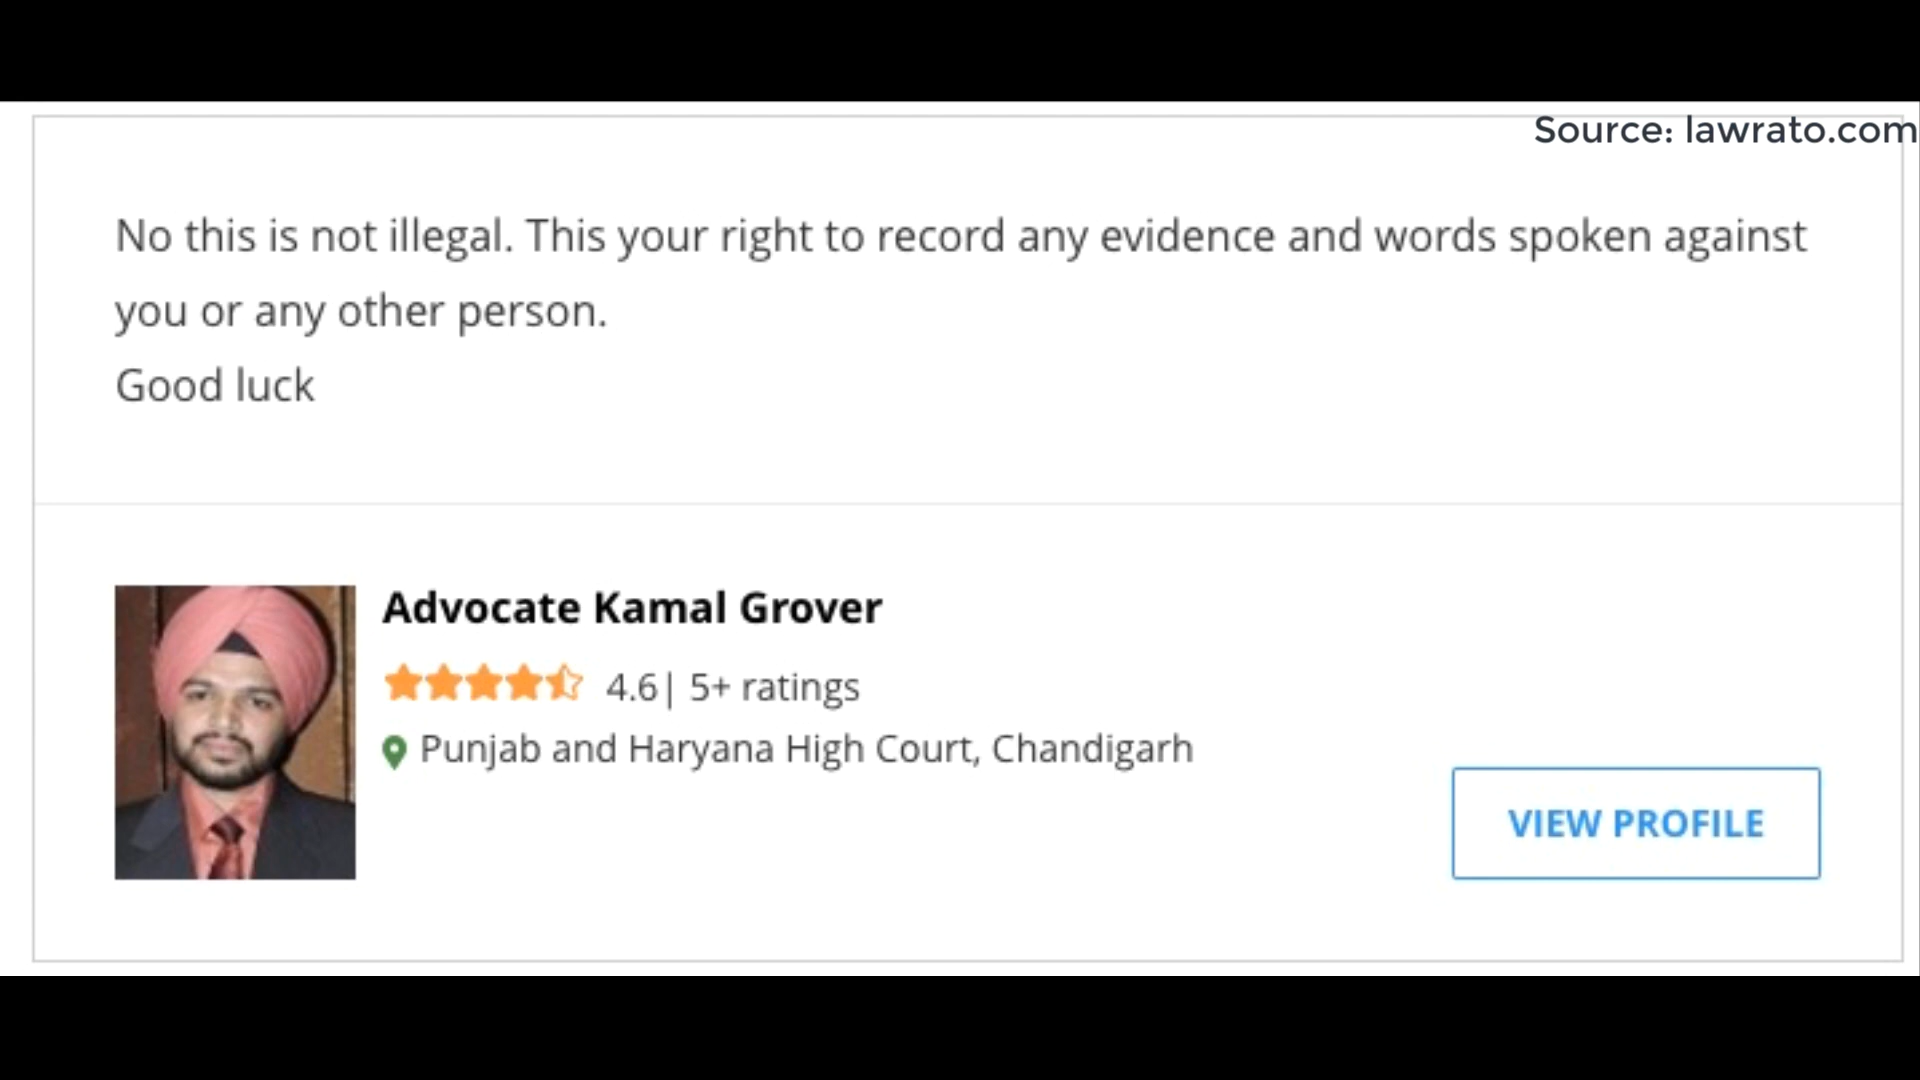 Source: lawrato.com
No this is not illegal. This your right to record any evidence and words spoken against
you or any other person.
Good luck
Advocate Kamal Grover
4.6| 5+ ratings
Punjab and Haryana High Court, Chandigarh
VIEW PROFILE